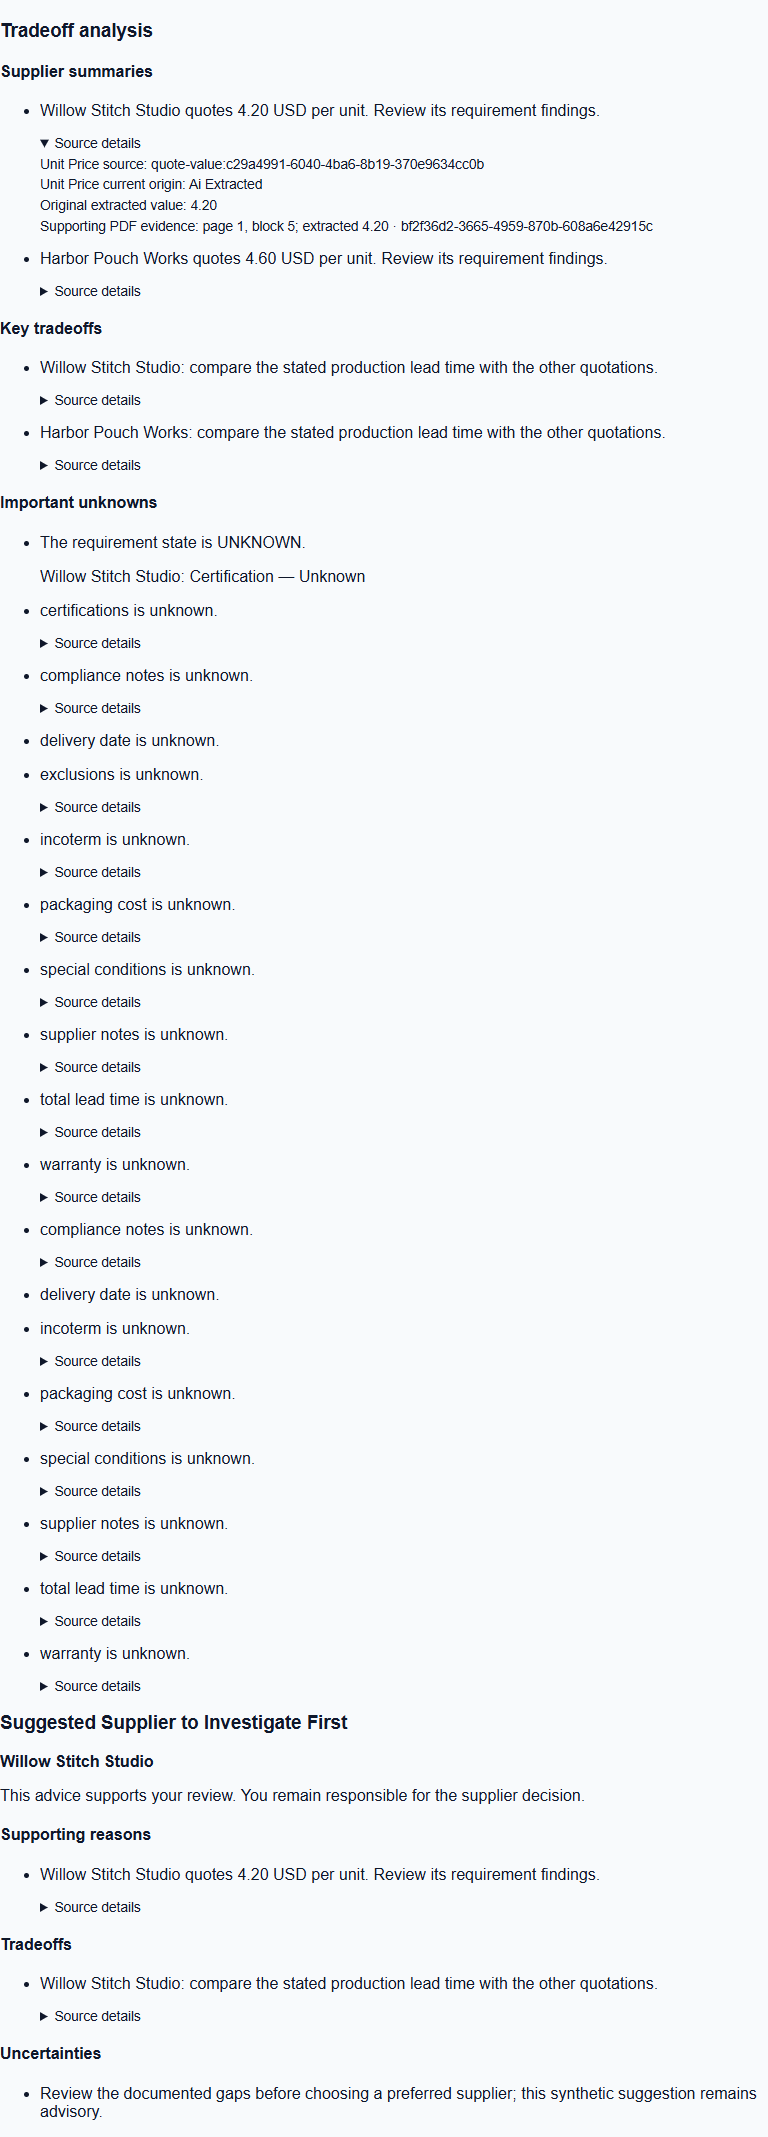 Tradeoff analysis
Supplier summaries
• Willow Stitch Studio quotes 4.20 USD per unit. Review its requirement findings.
▼ Source details
Unit Price source: quote-value:c29a4991-6040-4ba6-8b19-370e9634cc0b
Unit Price current origin: Ai Extracted
Original extracted value: 4.20
Supporting PDF evidence: page 1, block 5; extracted 4.20 · bf2f36d2-3665-4959-870b-608a6e42915c
• Harbor Pouch Works quotes 4.60 USD per unit. Review its requirement findings.
▶ Source details
Key tradeoffs
• Willow Stitch Studio: compare the stated production lead time with the other quotations.
▶ Source details
• Harbor Pouch Works: compare the stated production lead time with the other quotations.
▶ Source details
Important unknowns
• The requirement state is UNKNOWN.
Willow Stitch Studio: Certification — Unknown
• certifications is unknown.
▶ Source details
• compliance notes is unknown.
▶ Source details
• delivery date is unknown.
• exclusions is unknown.
▶ Source details
• incoterm is unknown.
▶ Source details
• packaging cost is unknown.
▶ Source details
• special conditions is unknown.
▶ Source details
• supplier notes is unknown.
▶ Source details
• total lead time is unknown.
▶ Source details
• warranty is unknown.
▶ Source details
• compliance notes is unknown.
▶ Source details
• delivery date is unknown.
• incoterm is unknown.
▶ Source details
• packaging cost is unknown.
▶ Source details
• special conditions is unknown.
▶ Source details
• supplier notes is unknown.
▶ Source details
• total lead time is unknown.
▶ Source details
• warranty is unknown.
▶ Source details
Suggested Supplier to Investigate First
Willow Stitch Studio
This advice supports your review. You remain responsible for the supplier decision.
Supporting reasons
• Willow Stitch Studio quotes 4.20 USD per unit. Review its requirement findings.
▶ Source details
Tradeoffs
• Willow Stitch Studio: compare the stated production lead time with the other quotations.
▶ Source details
Uncertainties
• Review the documented gaps before choosing a preferred supplier; this synthetic suggestion remains
advisory.